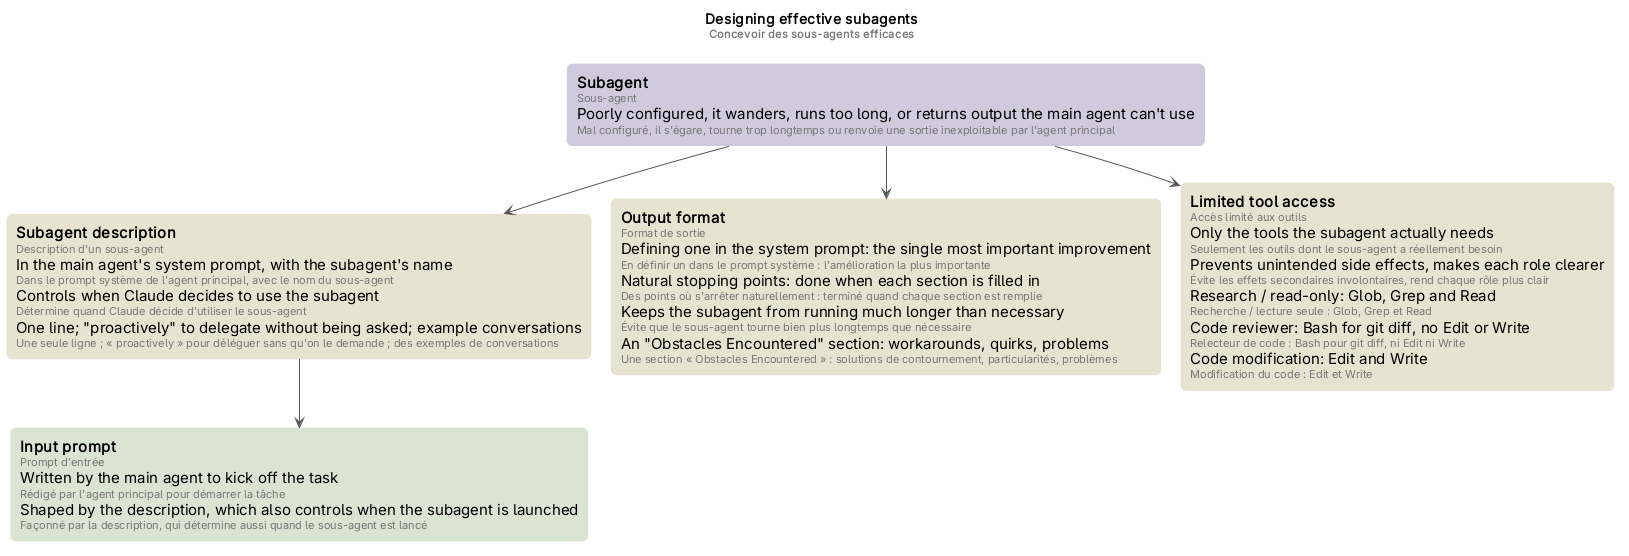 Designing effective subagents
Concevoir des sous-agents efficaces
Subagent
Sous-agent
Poorly configured, it wanders, runs too long, or returns output the main agent can't use
Mal configuré, il s'égare, tourne trop longtemps ou renvoie une sortie inexploitable par l'agent principal
Subagent description
Description d'un sous-agent
In the main agent's system prompt, with the subagent's name
Dans le prompt système de l'agent principal, avec le nom du sous-agent
Controls when Claude decides to use the subagent
Détermine quand Claude décide d'utiliser le sous-agent
One line; "proactively" to delegate without being asked; example conversations
Une seule ligne ; « proactively » pour déléguer sans qu'on le demande ; des exemples de conversations
Output format
Format de sortie
Defining one in the system prompt: the single most important improvement
En définir un dans le prompt système : l'amélioration la plus importante
Natural stopping points: done when each section is filled in
Des points où s'arrêter naturellement : terminé quand chaque section est remplie
Keeps the subagent from running much longer than necessary
Évite que le sous-agent tourne bien plus longtemps que nécessaire
An "Obstacles Encountered" section: workarounds, quirks, problems
Une section « Obstacles Encountered » : solutions de contournement, particularités, problèmes
Limited tool access
Accès limité aux outils
Only the tools the subagent actually needs
Seulement les outils dont le sous-agent a réellement besoin
Prevents unintended side effects, makes each role clearer
Évite les effets secondaires involontaires, rend chaque rôle plus clair
Research / read-only: Glob, Grep and Read
Recherche / lecture seule : Glob, Grep et Read
Code reviewer: Bash for git diff, no Edit or Write
Relecteur de code : Bash pour git diff, ni Edit ni Write
Code modification: Edit and Write
Modification du code : Edit et Write
Input prompt
Prompt d'entrée
Written by the main agent to kick off the task
Rédigé par l'agent principal pour démarrer la tâche
Shaped by the description, which also controls when the subagent is launched
Façonné par la description, qui détermine aussi quand le sous-agent est lancé